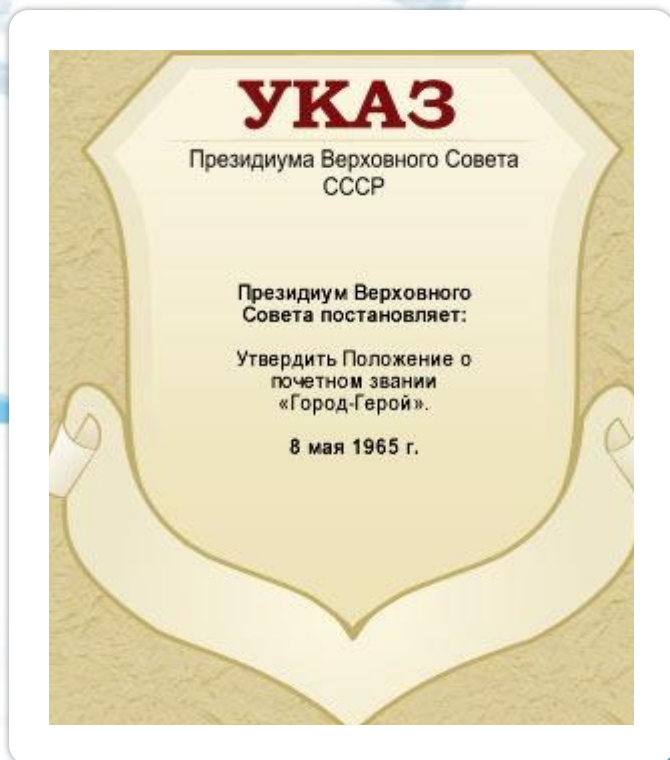 УКАЗ
Президиума Верховного Совета
СССР
Президиум Верховного
Совета постановляет:
Утвердить Положение о
почетном звании
«Город-Герой».
8 мая 1965 г.